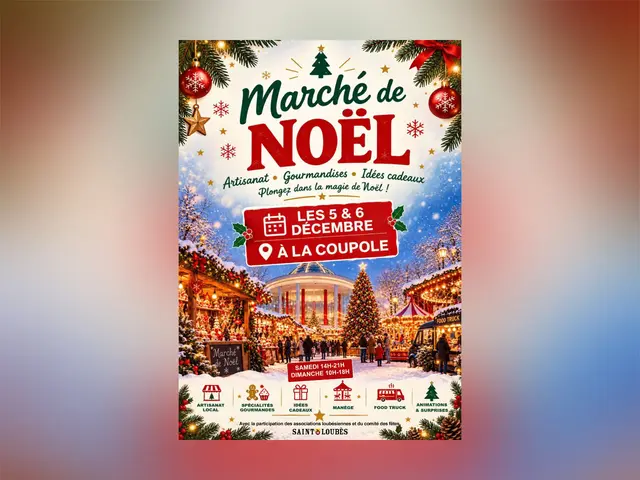 Marché de
NOËL
Artisanat • Gourmandises • Idées cadeaux
Plongez dans la magie de Noël !
LES 5 & 6
DÉCEMBRE
À LA COUPOLE
FOOD TRUCK
Marché
de Noël
SAMEDI 14H-21H
DIMANCHE 10H-18H
ARTISANAT
LOCAL
SPÉCIALITÉS
GOURMANDES
IDÉES
CADEAUX
MANÈGE
FOOD TRUCK
ANIMATIONS
& SURPRISES
Avec la participation des associations loubésiennes et du comité des fêtes
SAINT LOUBÈS